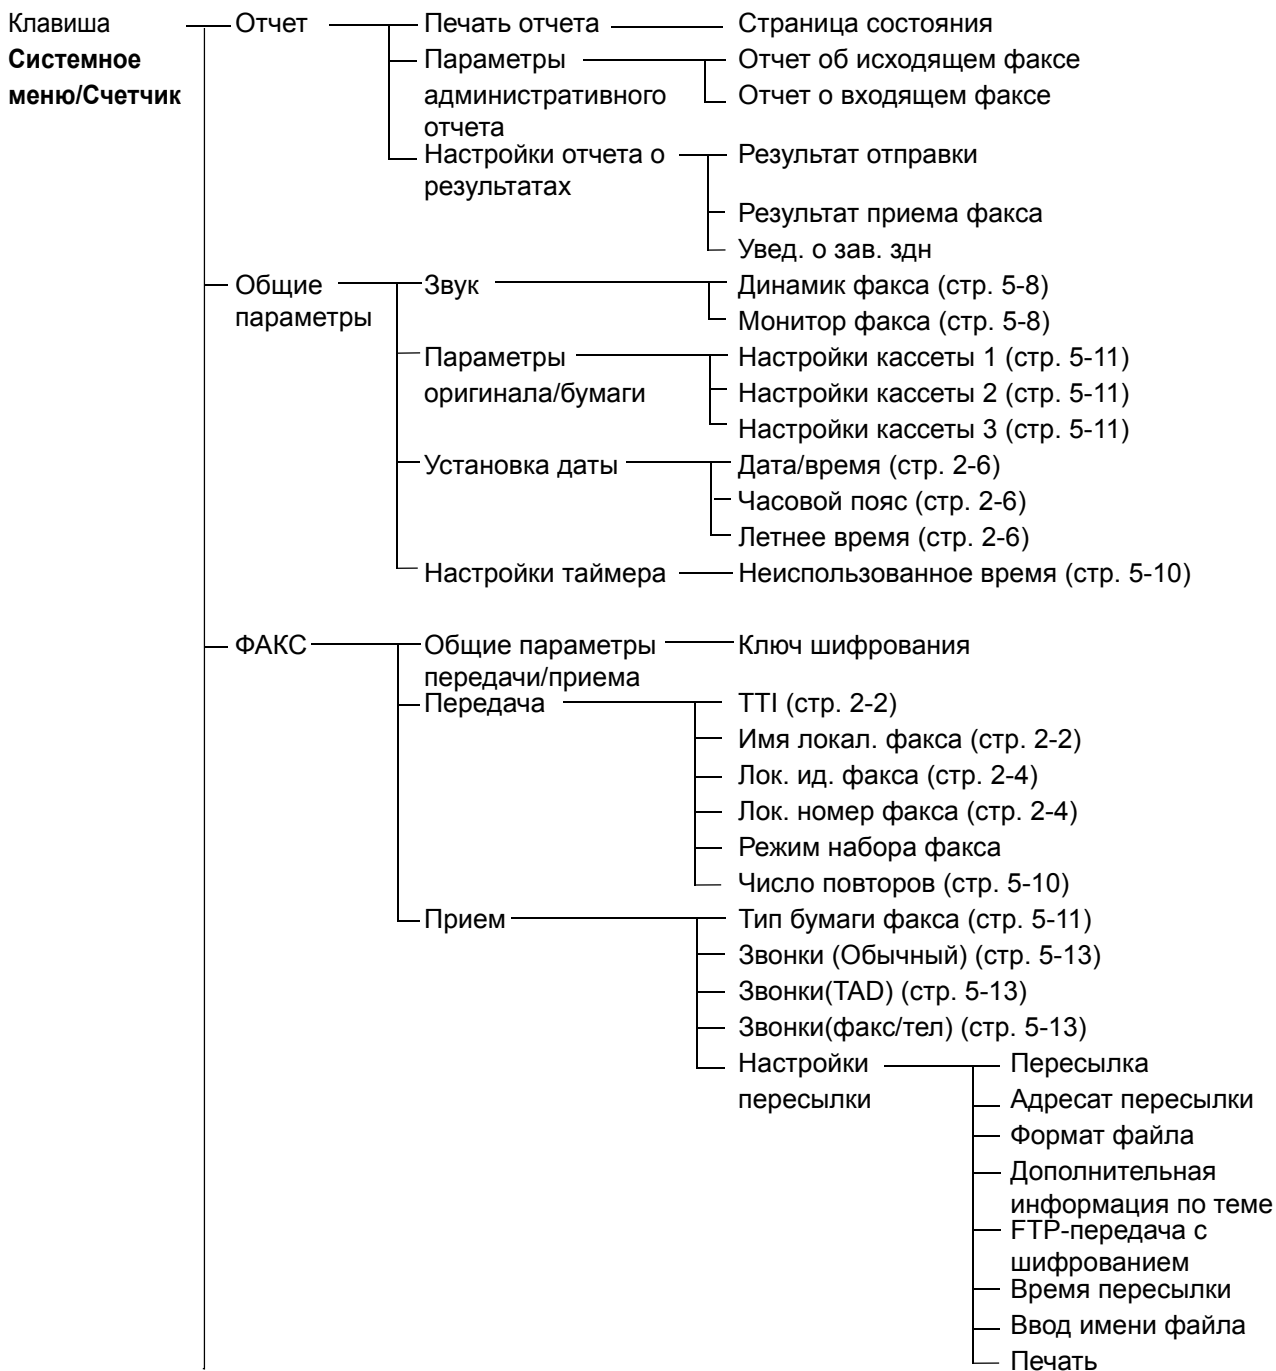 Клавиша Отчет Печать отчета Страница состояния
Системное Параметры Отчет об исходящем факсе
меню/Счетчик административного Отчет о входящем факсе
отчета
Настройки отчета о Результат отправки
результатах
Результат приема факса
Увед. о зав. здн
Общие Звук Динамик факса (стр. 5-8)
параметры Монитор факса (стр. 5-8)
Параметры Настройки кассеты 1 (стр. 5-11)
оригинала/бумаги Настройки кассеты 2 (стр. 5-11)
Настройки кассеты 3 (стр. 5-11)
Установка даты Дата/время (стр. 2-6)
Часовой пояс (стр. 2-6)
Летнее время (стр. 2-6)
Настройки таймера Неиспользованное время (стр. 5-10)
ФАКС Общие параметры Ключ шифрования
передачи/приема
Передача TTI (стр. 2-2)
Имя локал. факса (стр. 2-2)
Лок. ид. факса (стр. 2-4)
Лок. номер факса (стр. 2-4)
Режим набора факса
Число повторов (стр. 5-10)
Прием Тип бумаги факса (стр. 5-11)
Звонки (Обычный) (стр. 5-13)
Звонки(TAD) (стр. 5-13)
Звонки(факс/тел) (стр. 5-13)
Настройки Пересылка
пересылки Адресат пересылки
Формат файла
Дополнительная
информация по теме
FTP-передача с
шифрованием
Время пересылки
Ввод имени файла
Печать